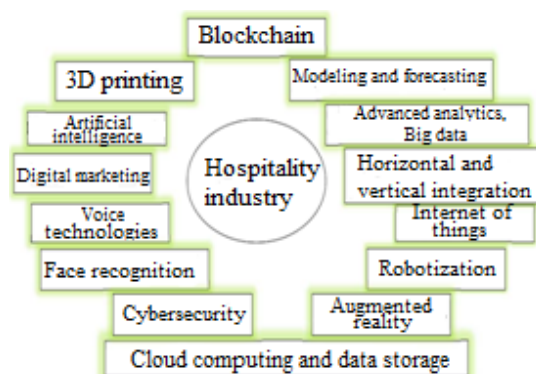 Blockchain
3D printing
Modeling and forecasting
Artificial
intelligence
Advanced analytics,
Big data
Digital marketing
Hospitality
industry
Horizontal and
vertical integration
Voice
technologies
Internet of
things
Face recognition
Robotization
Cybersecurity
Augmented
reality
Cloud computing and data storage